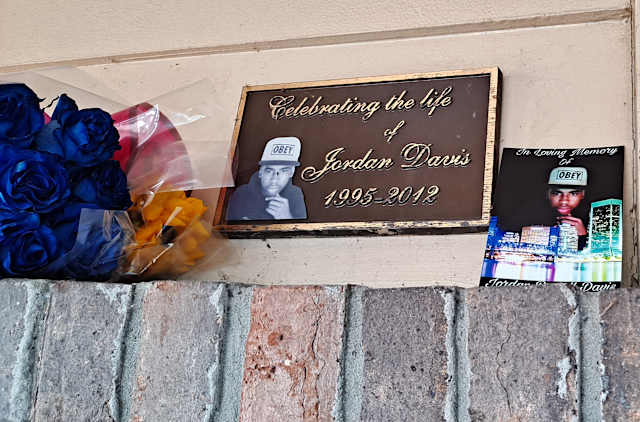 Celebrating the life
of
Jordan Davis
1995-2012
OBEY
In Loving Memory
Of
OBEY
Jordan Davis